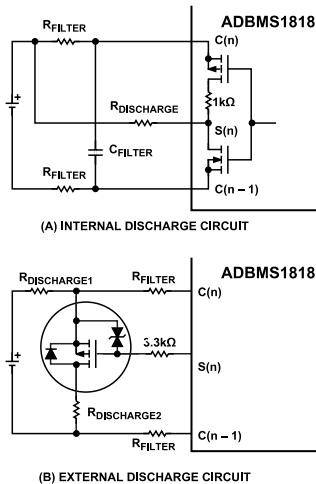 ADBMS1818
RFILTER
C(n)
1kΩ
RDISCHARGE
S(n)
CFILTER
RFILTER
C(n – 1)
(A) INTERNAL DISCHARGE CIRCUIT
ADBMS1818
RDISCHARGE1
RFILTER
C(n)
3.3kΩ
S(n)
RDISCHARGE2
RFILTER
C(n – 1)
(B) EXTERNAL DISCHARGE CIRCUIT